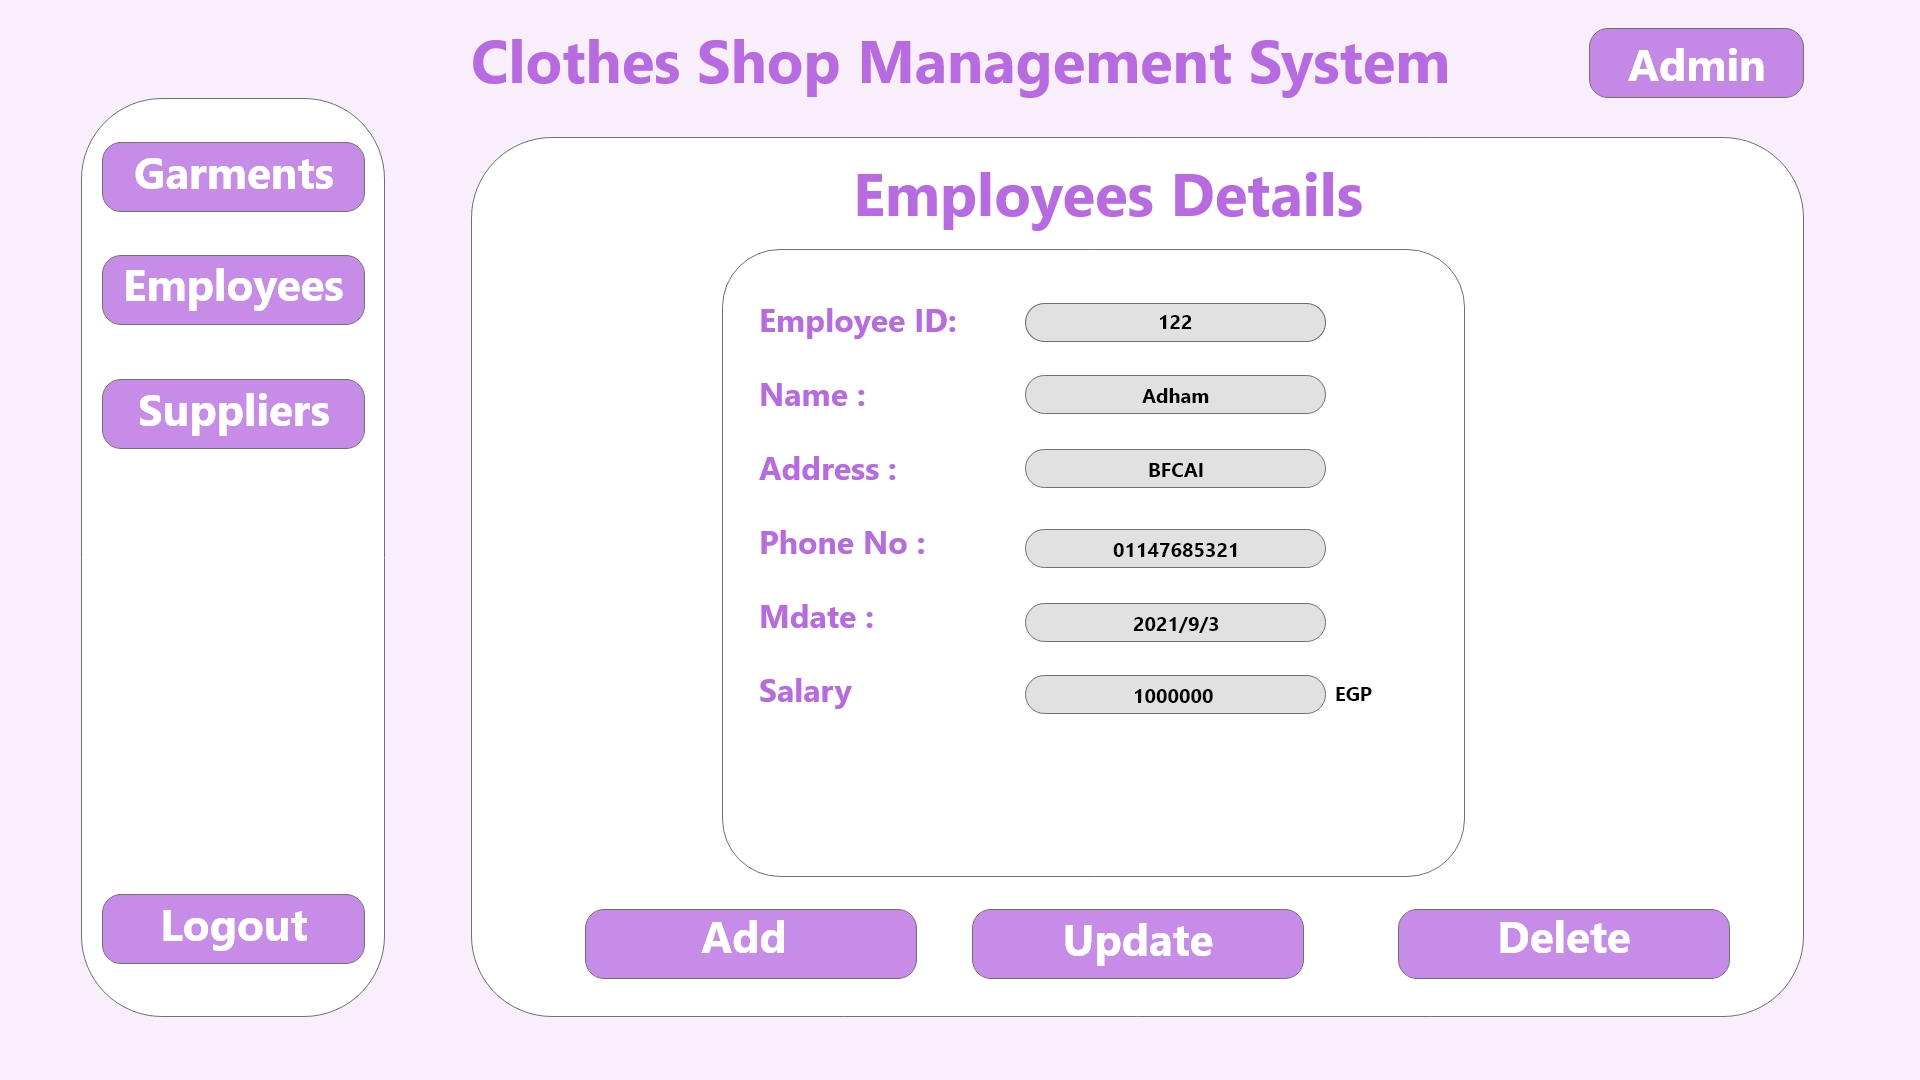 Clothes Shop Management System
Admin
Garments
Employees
Suppliers
Logout
Employees Details
Employee ID: 122
Name : Adham
Address : BFCAI
Phone No : 01147685321
Mdate : 2021/9/3
Salary 1000000 EGP
Add Update Delete